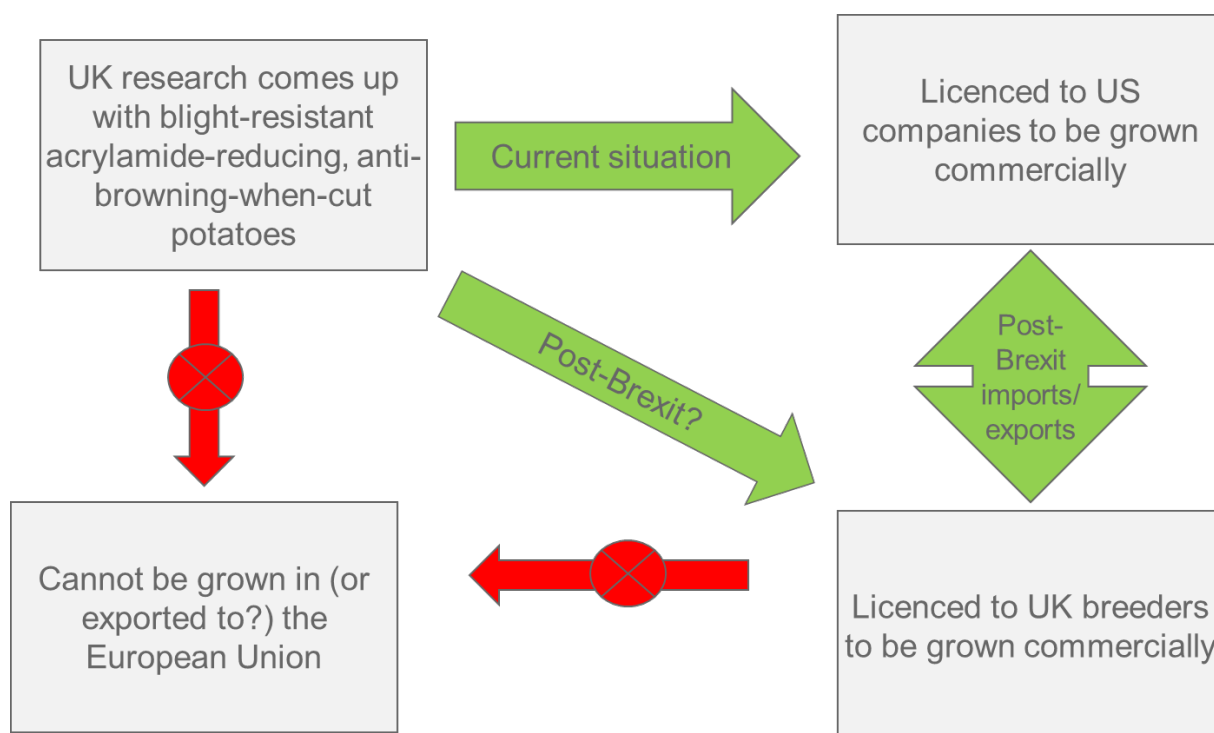 UK research comes up
with blight-resistant
acrylamide-reducing, anti-
browning-when-cut
potatoes
Current situation
Licenced to US
companies to be grown
commercially
Post-Brexit?
Post-
Brexit
imports/
exports
Cannot be grown in (or
exported to?) the
European Union
Licenced to UK breeders
to be grown commercially